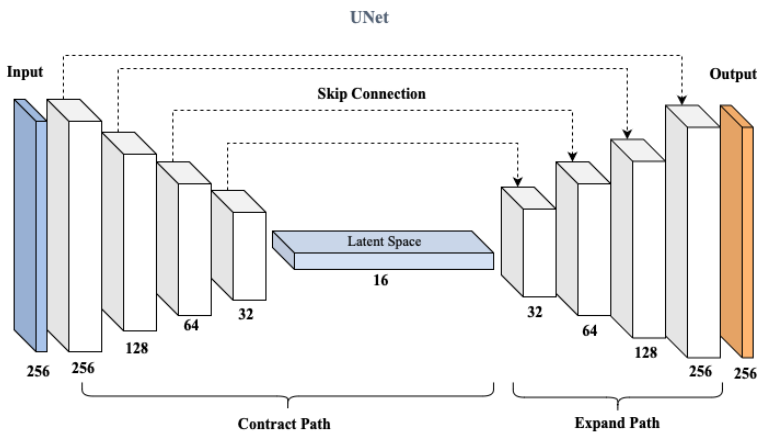 UNet
Input
Output
Skip Connection
Latent Space
16
256
256
128
64
32
32
64
128
256
256
Contract Path
Expand Path